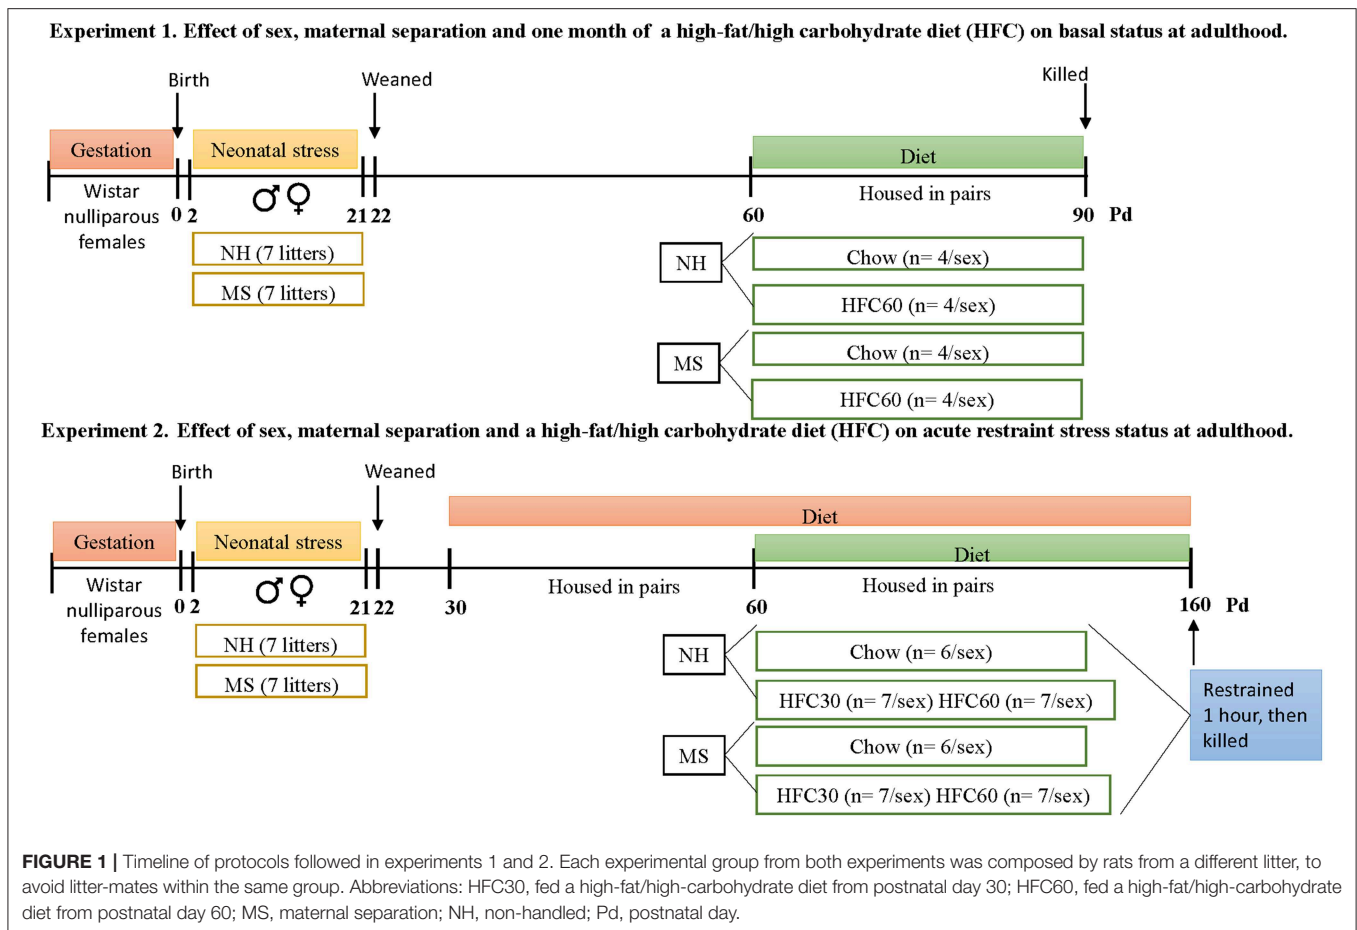 Experiment 1. Effect of sex, maternal separation and one month of a high-fat/high carbohydrate diet (HFC) on basal status at adulthood.
Birth
Weaned
Killed
Gestation
Neonatal stress
Diet
Wistar
nulliparous
females
♂♀
Housed in pairs
0 2 21 22 60 90 Pd
NH (7 litters)
MS (7 litters)
NH
Chow (n= 4/sex)
HFC60 (n= 4/sex)
MS
Chow (n= 4/sex)
HFC60 (n= 4/sex)
Experiment 2. Effect of sex, maternal separation and a high-fat/high carbohydrate diet (HFC) on acute restraint stress status at adulthood.
Birth
Weaned
Diet
Gestation
Neonatal stress
Diet
Wistar
nulliparous
females
♂♀
Housed in pairs
Housed in pairs
0 2 21 22 30 60 160 Pd
NH (7 litters)
MS (7 litters)
NH
Chow (n= 6/sex)
HFC30 (n= 7/sex) HFC60 (n= 7/sex)
MS
Chow (n= 6/sex)
HFC30 (n= 7/sex) HFC60 (n= 7/sex)
Restrained
1 hour, then
killed
FIGURE 1 | Timeline of protocols followed in experiments 1 and 2. Each experimental group from both experiments was composed by rats from a different litter, to
avoid litter-mates within the same group. Abbreviations: HFC30, fed a high-fat/high-carbohydrate diet from postnatal day 30; HFC60, fed a high-fat/high-carbohydrate
diet from postnatal day 60; MS, maternal separation; NH, non-handled; Pd, postnatal day.